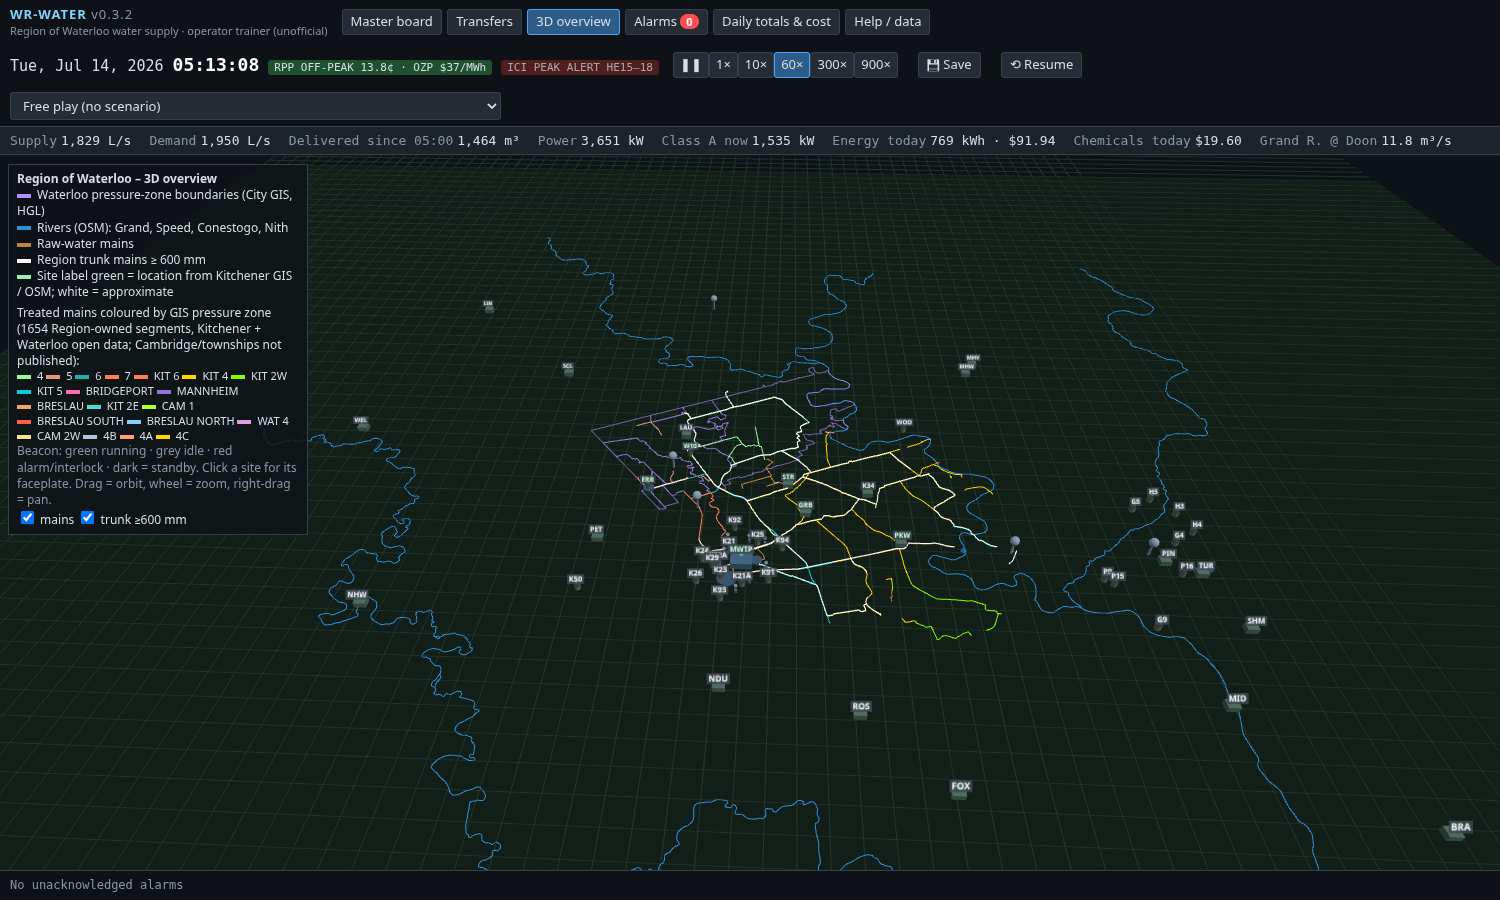 WR-WATER v0.3.2
Region of Waterloo water supply · operator trainer (unofficial)
Master board
Transfers
3D overview
Alarms 0
Daily totals & cost
Help / data
Tue, Jul 14, 2026 05:13:08
RPP OFF-PEAK 13.8¢ · OZP $37/MWh
ICI PEAK ALERT HE15–18
❚❚
1×
10×
60×
300×
900×
💾 Save
⟲ Resume
Free play (no scenario)
Supply 1,829 L/s Demand 1,950 L/s Delivered since 05:00 1,464 m³ Power 3,651 kW Class A now 1,535 kW Energy today 769 kWh · $91.94 Chemicals today $19.60 Grand R. @ Doon 11.8 m³/s
Region of Waterloo – 3D overview
Waterloo pressure-zone boundaries (City GIS,
HGL)
Rivers (OSM): Grand, Speed, Conestogo, Nith
Raw-water mains
Region trunk mains ≥ 600 mm
Site label green = location from Kitchener GIS
/ OSM; white = approximate
Treated mains coloured by GIS pressure zone
(1654 Region-owned segments, Kitchener +
Waterloo open data; Cambridge/townships not
published):
4 5 6 7 KIT 6 KIT 4 KIT 2W
KIT 5 BRIDGEPORT MANNHEIM
BRESLAU KIT 2E CAM 1
BRESLAU SOUTH BRESLAU NORTH WAT 4
CAM 2W 4B 4A 4C
Beacon: green running · grey idle · red
alarm/interlock · dark = standby. Click a site for its
faceplate. Drag = orbit, wheel = zoom, right-drag
= pan.
mains trunk ≥600 mm
LIN
SCL
MHV
MHW
WEL
LAU
WOO
W10
ERB
STR
K34
GRB
H5
G5
H3
K92
H4
PET
K25
PKW
G4
K21
K94
K24
MWTP
PIN
K29
K26
K23
K21A
K91
P16
TUR
K50
P15
K93
NHW
G9
SHM
NDU
MID
ROS
FOX
BRA
No unacknowledged alarms